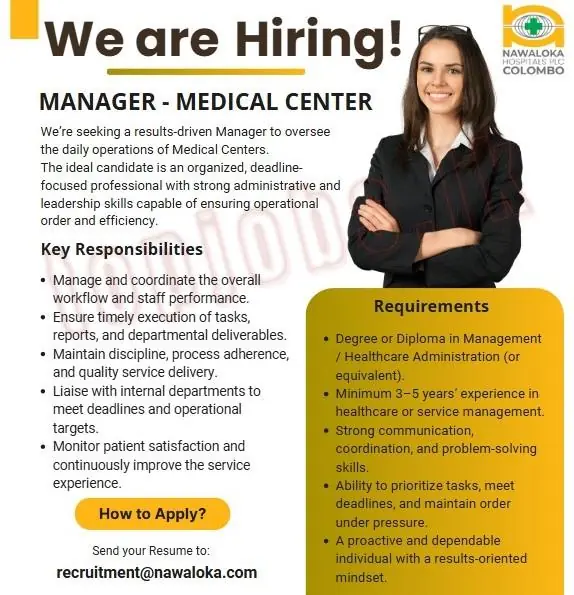 We are Hiring!
NAWALOKA
HOSPITALS PLC
COLOMBO
MANAGER - MEDICAL CENTER
We're seeking a results-driven Manager to oversee
the daily operations of Medical Centers.
The ideal candidate is an organized, deadline-
focused professional with strong administrative and
leadership skills capable of ensuring operational
order and efficiency.
Key Responsibilities
• Manage and coordinate the overall
workflow and staff performance.
• Ensure timely execution of tasks,
reports, and departmental deliverables.
• Maintain discipline, process adherence,
and quality service delivery.
• Liaise with internal departments to
meet deadlines and operational
targets.
• Monitor patient satisfaction and
continuously improve the service
experience.
How to Apply?
Send your Resume to:
recruitment@nawaloka.com
Requirements
• Degree or Diploma in Management
/ Healthcare Administration (or
equivalent).
• Minimum 3–5 years' experience in
healthcare or service management.
• Strong communication,
coordination, and problem-solving
skills.
• Ability to prioritize tasks, meet
deadlines, and maintain order
under pressure.
• A proactive and dependable
individual with a results-oriented
mindset.